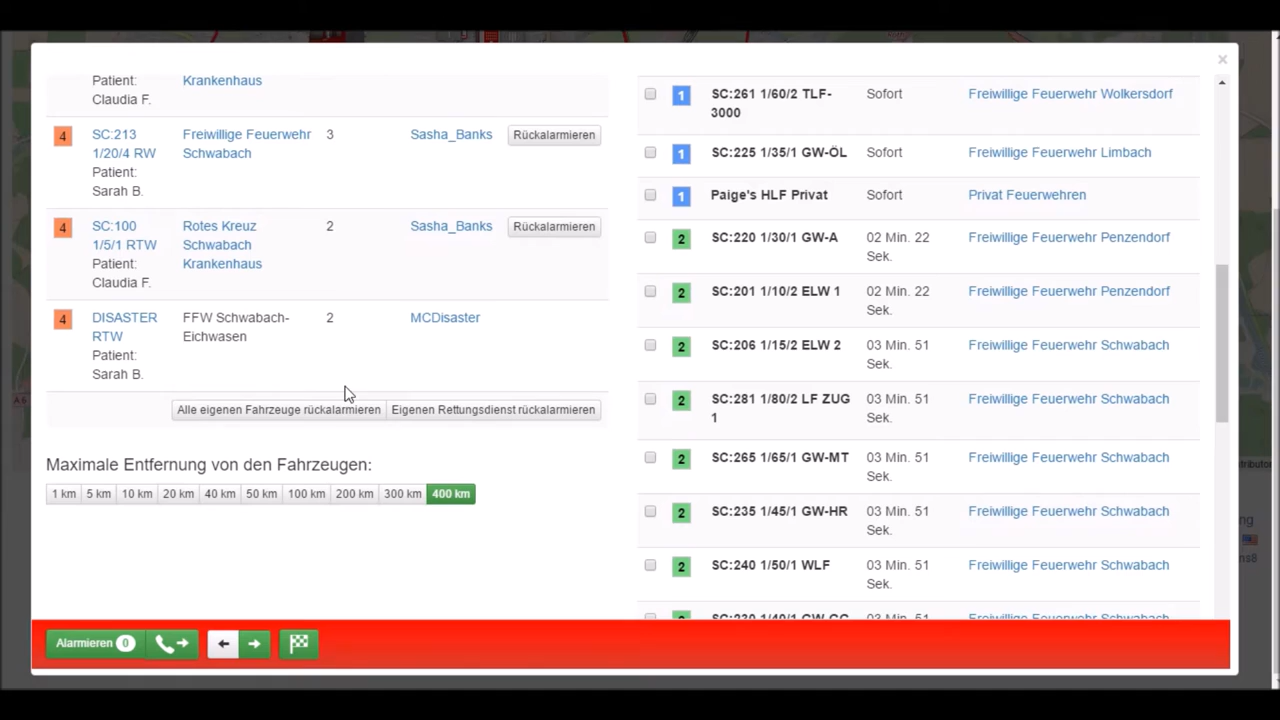 Patient: Krankenhaus
Claudia F.
4 SC:213 Freiwillige Feuerwehr 3 Sasha_Banks Rückalarmieren
1/20/4 RW Schwabach
Patient:
Sarah B.
4 SC:100 Rotes Kreuz 2 Sasha_Banks Rückalarmieren
1/5/1 RTW Schwabach
Patient: Krankenhaus
Claudia F.
4 DISASTER FFW Schwabach- 2 MCDisaster
RTW Eichwasen
Patient:
Sarah B.
Alle eigenen Fahrzeuge rückalarmieren Eigenen Rettungsdienst rückalarmieren
Maximale Entfernung von den Fahrzeugen:
1 km 5 km 10 km 20 km 40 km 50 km 100 km 200 km 300 km 400 km
×
1 SC:261 1/60/2 TLF- Sofort Freiwillige Feuerwehr Wolkersdorf
3000
1 SC:225 1/35/1 GW-ÖL Sofort Freiwillige Feuerwehr Limbach
1 Paige's HLF Privat Sofort Privat Feuerwehren
2 SC:220 1/30/1 GW-A 02 Min. 22 Freiwillige Feuerwehr Penzendorf
Sek.
2 SC:201 1/10/2 ELW 1 02 Min. 22 Freiwillige Feuerwehr Penzendorf
Sek.
2 SC:206 1/15/2 ELW 2 03 Min. 51 Freiwillige Feuerwehr Schwabach
Sek.
2 SC:281 1/80/2 LF ZUG 03 Min. 51 Freiwillige Feuerwehr Schwabach
1 Sek.
2 SC:265 1/65/1 GW-MT 03 Min. 51 Freiwillige Feuerwehr Schwabach
Sek.
2 SC:235 1/45/1 GW-HR 03 Min. 51 Freiwillige Feuerwehr Schwabach
Sek.
2 SC:240 1/50/1 WLF 03 Min. 51 Freiwillige Feuerwehr Schwabach
Sek.
Alarmieren 0